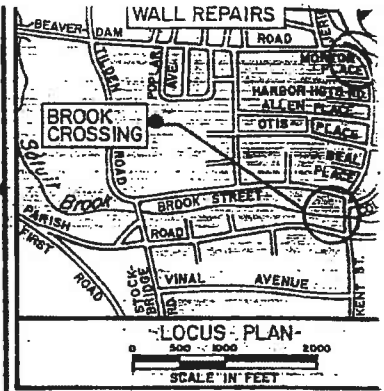 WALL REPAIRS
BEAVER DAM ROAD
TILDEN ROAD
POPLAR AVE
MORTON PLACE
HARBOR HGTS RD.
ALLEN PLACE
OTIS PLACE
BEAL PLACE
BROOK CROSSING
Satuit Brook
BROOK STREET
FIRST PARISH ROAD
STOCKBRIDGE RD.
VINAL AVENUE
KENT ST.
LOCUS PLAN
0 500 1000 2000
SCALE IN FEET